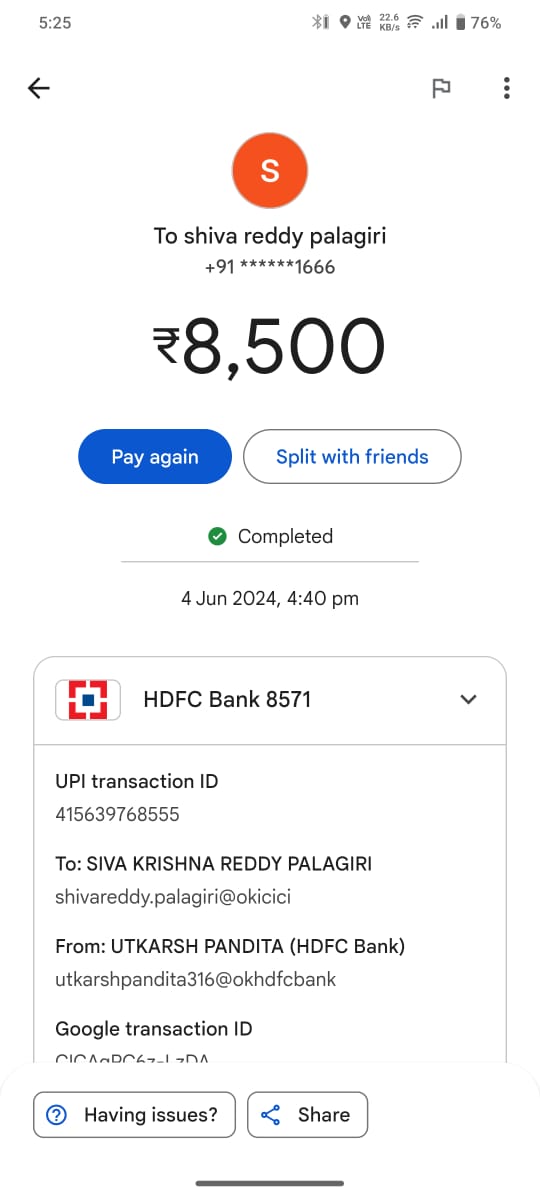 5:25
Vo) LTE 22.6 KB/s 76%
S
To shiva reddy palagiri
+91 ******1666
₹8,500
Pay again
Split with friends
Completed
4 Jun 2024, 4:40 pm
HDFC Bank 8571
UPI transaction ID
415639768555
To: SIVA KRISHNA REDDY PALAGIRI
shivareddy.palagiri@okicici
From: UTKARSH PANDITA (HDFC Bank)
utkarshpandita316@okhdfcbank
Google transaction ID
Having issues?
Share